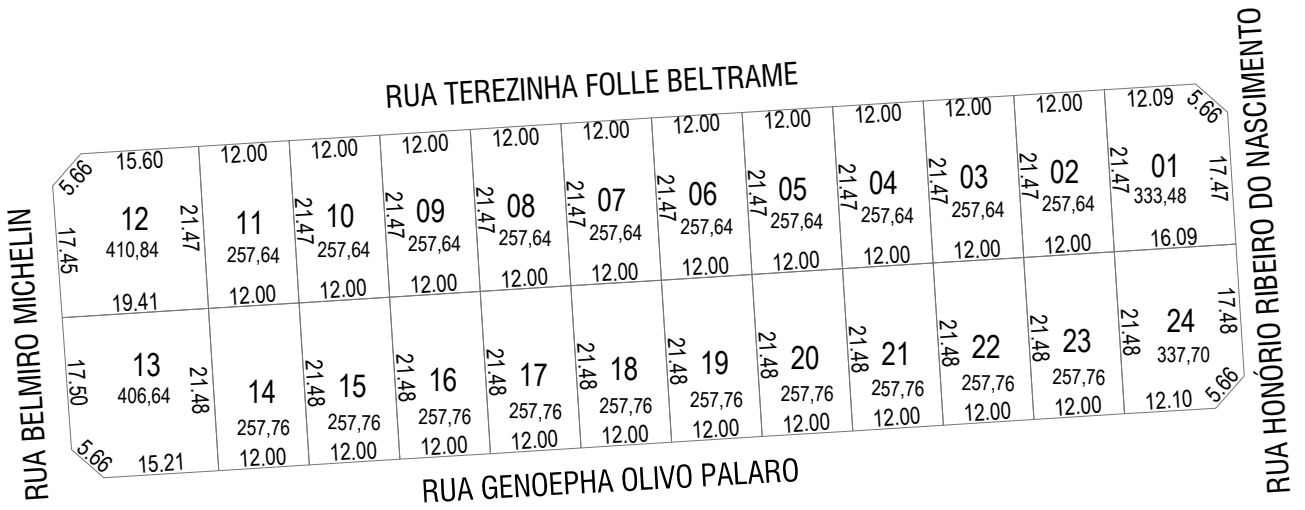 RUA TEREZINHA FOLLE BELTRAME
RUA HONÓRIO RIBEIRO DO NASCIMENTO
RUA BELMIRO MICHELIN
5.66 15.60 12.00 12.00 12.00 12.00 12.00 12.00 12.00 12.00 12.00 12.00 12.09 5.66
17.45 21.47 21.47 21.47 21.47 21.47 21.47 21.47 21.47 21.47 21.47 21.47 17.47
12 11 10 09 08 07 06 05 04 03 02 01
410,84 257,64 257,64 257,64 257,64 257,64 257,64 257,64 257,64 257,64 257,64 333,48
19.41 12.00 12.00 12.00 12.00 12.00 12.00 12.00 12.00 12.00 12.00 16.09
17.50 21.48 21.48 21.48 21.48 21.48 21.48 21.48 21.48 21.48 21.48 21.48 17.48
13 14 15 16 17 18 19 20 21 22 23 24
406,64 257,76 257,76 257,76 257,76 257,76 257,76 257,76 257,76 257,76 257,76 337,70
5.66 15.21 12.00 12.00 12.00 12.00 12.00 12.00 12.00 12.00 12.00 12.00 12.10 5.66
RUA GENOEPHA OLIVO PALARO